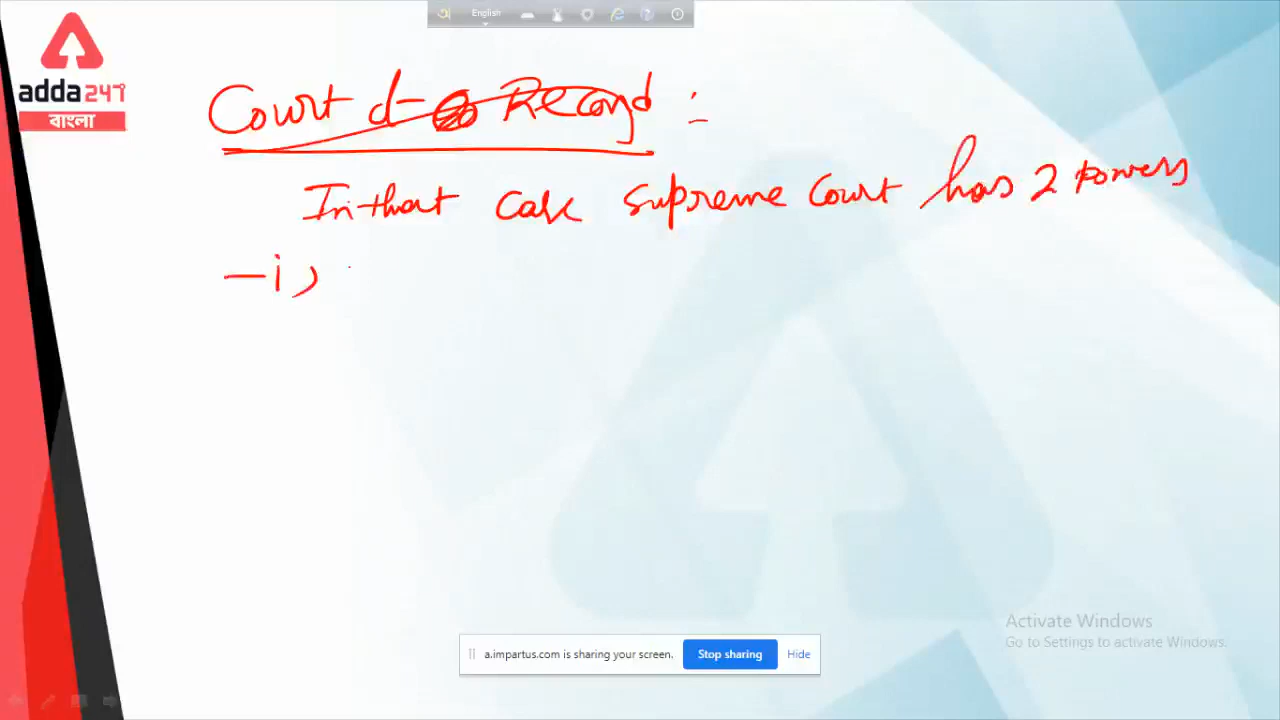 English
adda247
বাংলা
Court of Record :-
In that case Supreme Court has 2 powers
- i)
Activate Windows
Go to Settings to activate Windows.
a.impartus.com is sharing your screen. Stop sharing Hide